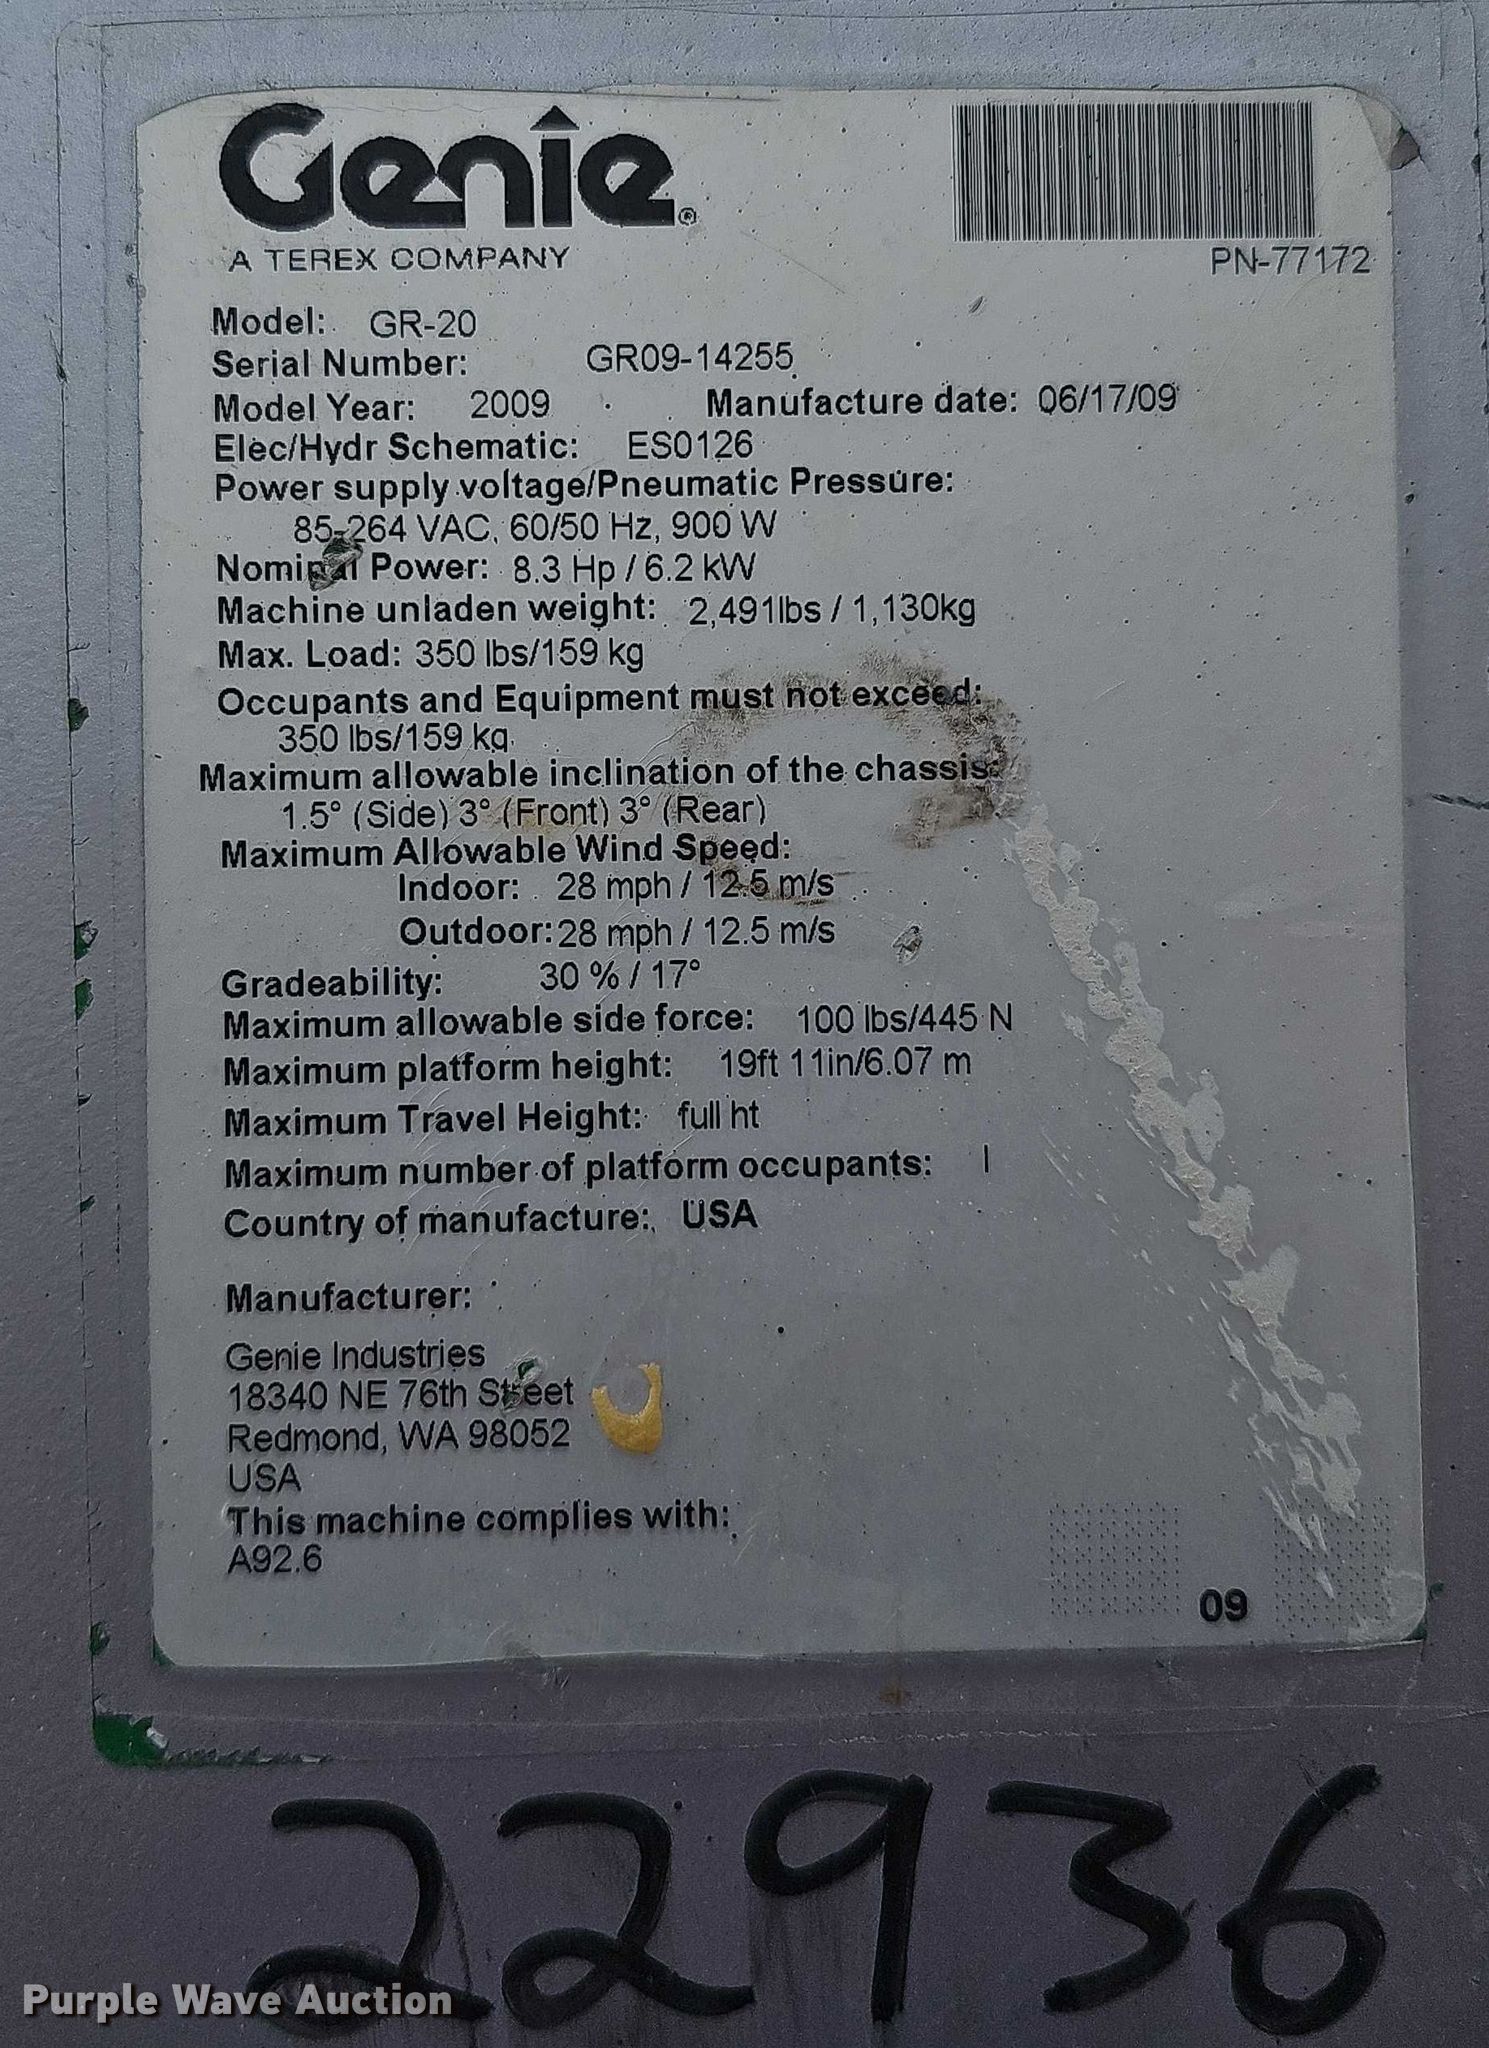 Genie®
A TEREX COMPANY
PN-77172
Model: GR-20
Serial Number: GR09-14255
Model Year: 2009 Manufacture date: 06/17/09
Elec/Hydr Schematic: ES0126
Power supply voltage/Pneumatic Pressure:
85-264 VAC, 60/50 Hz, 900 W
Nominal Power: 8.3 Hp / 6.2 kW
Machine unladen weight: 2,491lbs / 1,130kg
Max. Load: 350 lbs/159 kg
Occupants and Equipment must not exceed:
350 lbs/159 kg
Maximum allowable inclination of the chassis:
1.5° (Side) 3° (Front) 3° (Rear)
Maximum Allowable Wind Speed:
Indoor: 28 mph / 12.5 m/s
Outdoor: 28 mph / 12.5 m/s
Gradeability: 30 % / 17°
Maximum allowable side force: 100 lbs/445 N
Maximum platform height: 19ft 11in/6.07 m
Maximum Travel Height: full ht
Maximum number of platform occupants: 1
Country of manufacture: USA
Manufacturer:
Genie Industries
18340 NE 76th Street
Redmond, WA 98052
USA
This machine complies with:
A92.6
09
22936
Purple Wave Auction